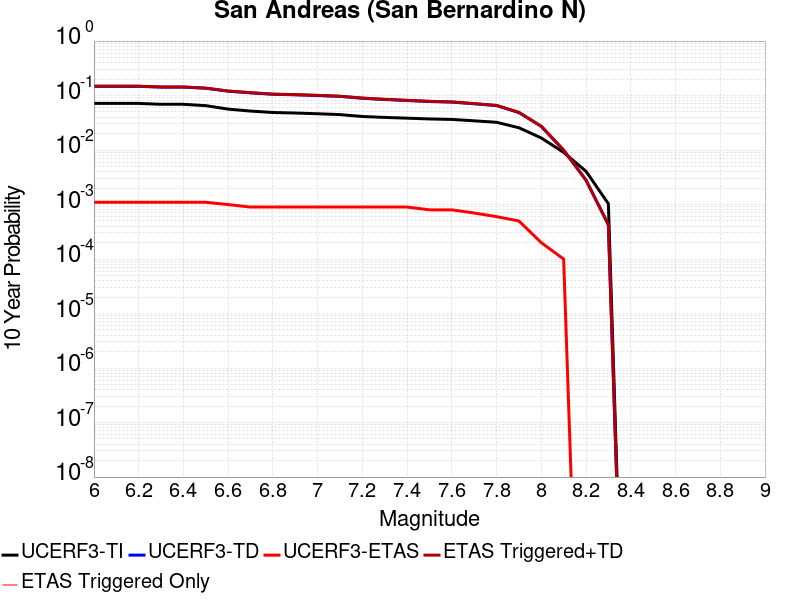 San Andreas (San Bernardino N)
10^0
10^-1
10^-2
10^-3
10^-4
10^-5
10^-6
10^-7
10^-8
10 Year Probability
6 6.2 6.4 6.6 6.8 7 7.2 7.4 7.6 7.8 8 8.2 8.4 8.6 8.8 9
Magnitude
UCERF3-TI UCERF3-TD UCERF3-ETAS ETAS Triggered+TD
ETAS Triggered Only